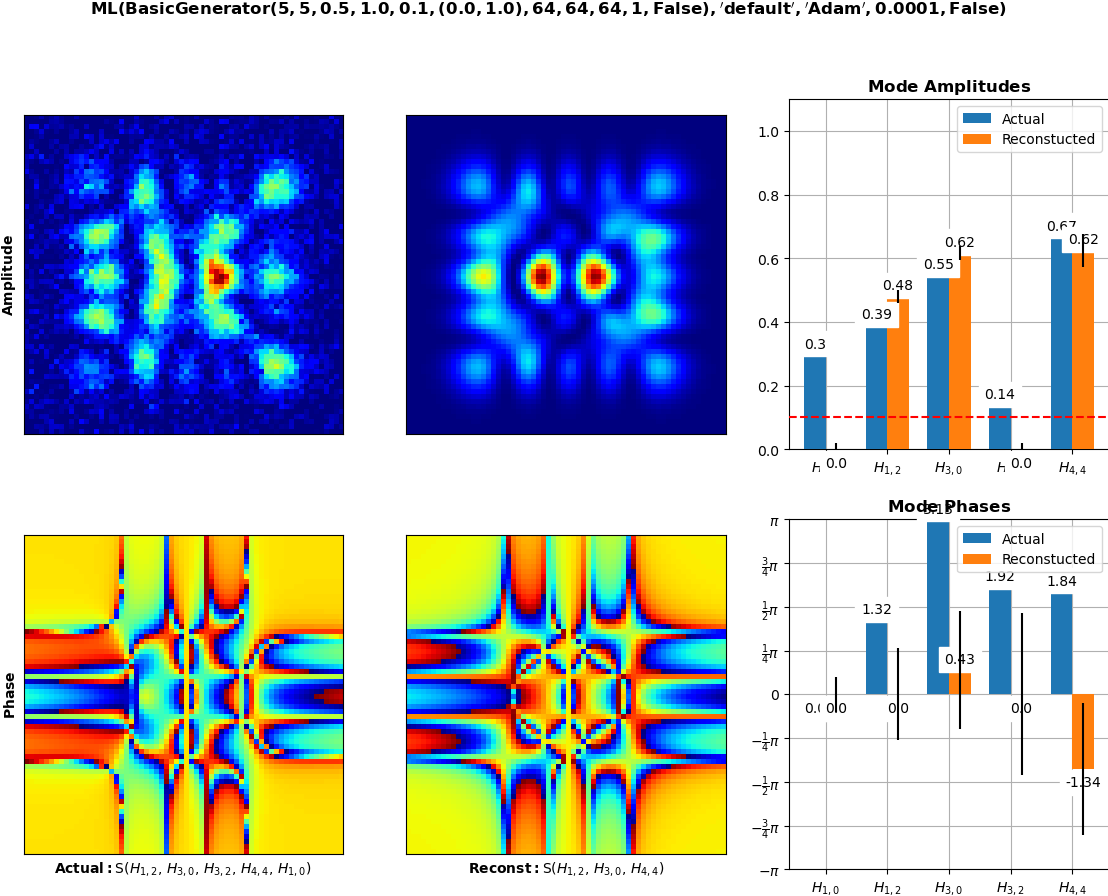 ML(BasicGenerator(5, 5, 0.5, 1.0, 0.1, (0.0, 1.0), 64, 64, 64, 1, False), ′default′, ′Adam′, 0.0001, False)
Mode Amplitudes
Actual
Reconstucted
1.0
0.8
0.6
0.4
0.2
0.0
0.3
0.0
0.39
0.48
0.55
0.62
0.14
0.0
0.67
0.62
H1,2
H3,0
H4,4
Amplitude
Mode Phases
Actual
Reconstucted
π
3/4π
1/2π
1/4π
0
−1/4π
−1/2π
−3/4π
−π
1.32
0.43
1.92
0.0
1.84
-1.34
H1,0
H1,2
H3,0
H3,2
H4,4
Phase
Actual: S(H1,2, H3,0, H3,2, H4,4, H1,0)
Reconst: S(H1,2, H3,0, H4,4)